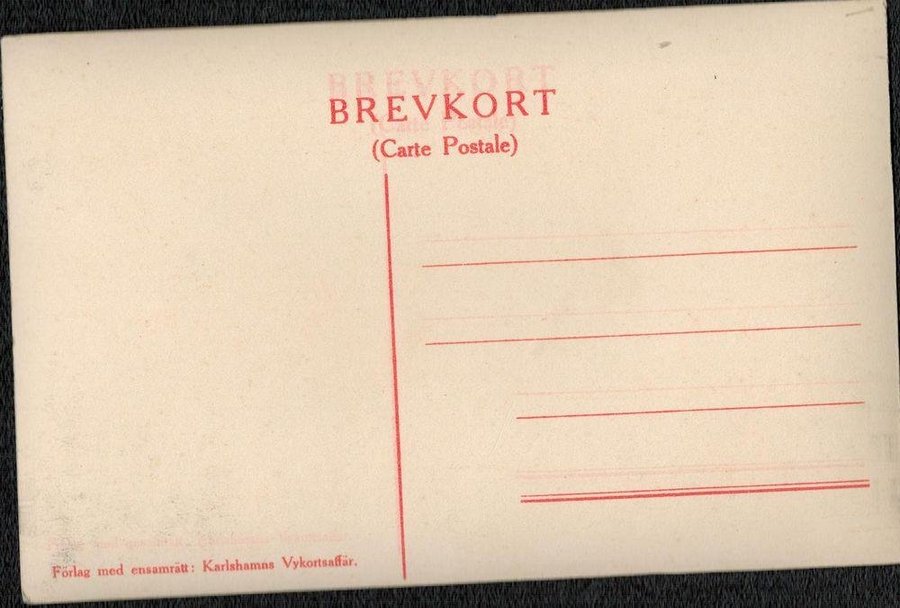 BREVKORT
(Carte Postale)
Förlag med ensamrätt: Karlshamns Vykortsaffär.